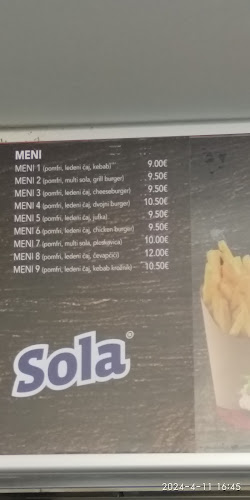 MENI
MENI 1 (pomfri, ledeni čaj, kebab) 9.00€
MENI 2 (pomfri, multi sola, grill burger) 9.50€
MENI 3 (pomfri, ledeni čaj, cheeseburger) 9.50€
MENI 4 (pomfri, ledeni čaj, dvojni burger) 10.50€
MENI 5 (pomfri, ledeni čaj, jufka) 9.50€
MENI 6 (pomfri, ledeni čaj, chicken burger) 9.50€
MENI 7 (pomfri, multi sola, pleskavica) 10.00€
MENI 8 (pomfri, ledeni čaj, čevapčiči) 12.00€
MENI 9 (pomfri, ledeni čaj, kebab krožnik) 10.50€
Sola®
2024-4-11 16:45